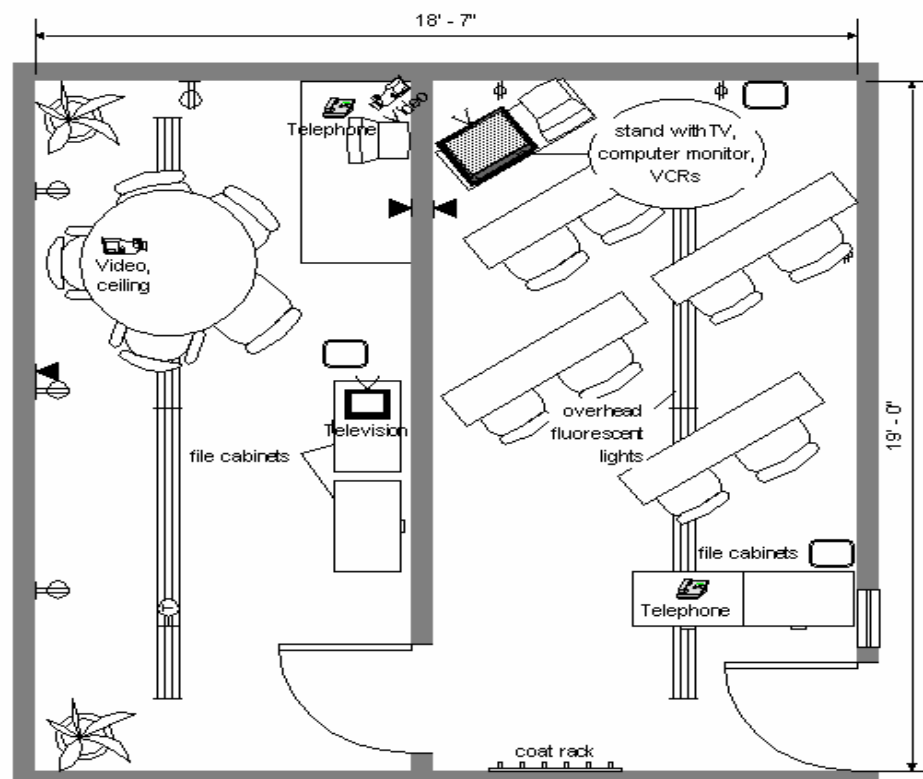 18' - 7"
Telephone
Video
stand with TV,
computer monitor,
VCRs
Video,
ceiling
Television
file cabinets
overhead
fluorescent
lights
19' - 0"
file cabinets
Telephone
coat rack